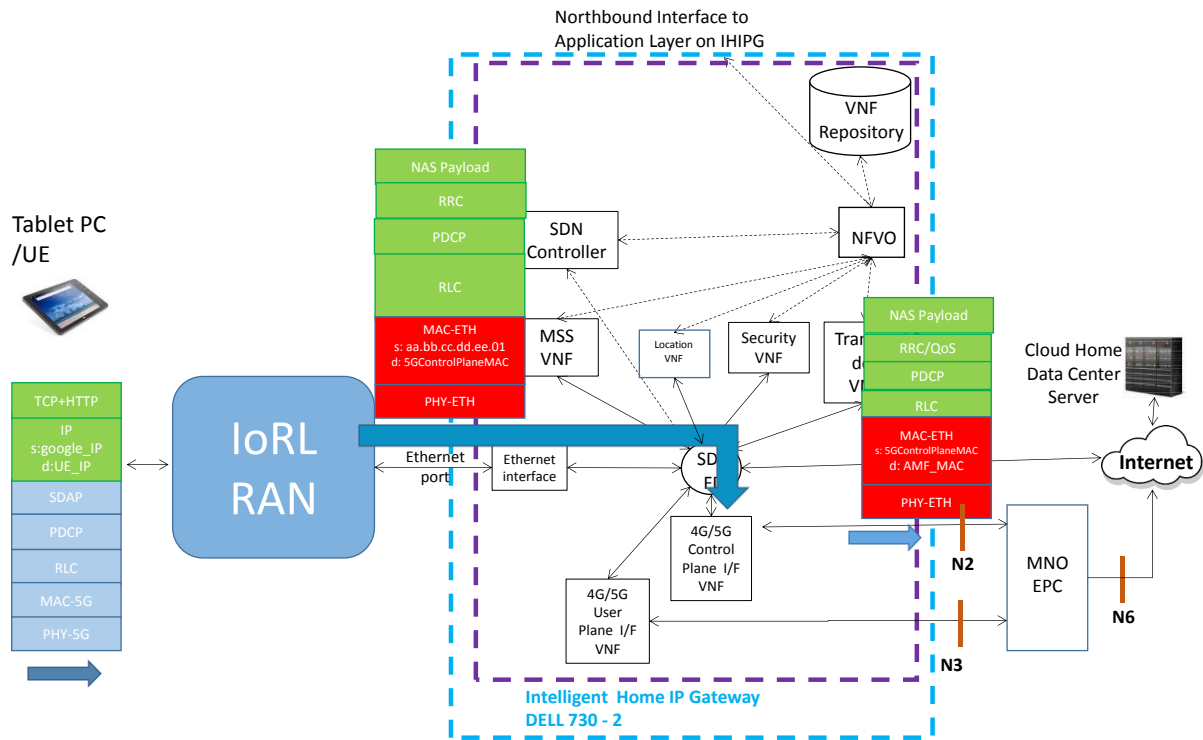 Northbound Interface to
Application Layer on IHIPG
VNF
Repository
NAS Payload
RRC
PDCP
RLC
MAC-ETH
s: aa.bb.cc.dd.ee.01
d: 5GControlPlaneMAC
PHY-ETH
Tablet PC
/UE
SDN
Controller
NFVO
MSS
VNF
Location
VNF
Security
VNF
NAS Payload
RRC/QoS
PDCP
RLC
MAC-ETH
s: 5GControlPlaneMAC
d: AMF_MAC
PHY-ETH
Cloud Home
Data Center
Server
Internet
TCP+HTTP
IP
s:google_IP
d:UE_IP
SDAP
PDCP
RLC
MAC-5G
PHY-5G
IoRL
RAN
Ethernet
port
Ethernet
interface
4G/5G
Control
Plane I/F
VNF
4G/5G
User
Plane I/F
VNF
N2
N3
MNO
EPC
N6
Intelligent Home IP Gateway
DELL 730 - 2